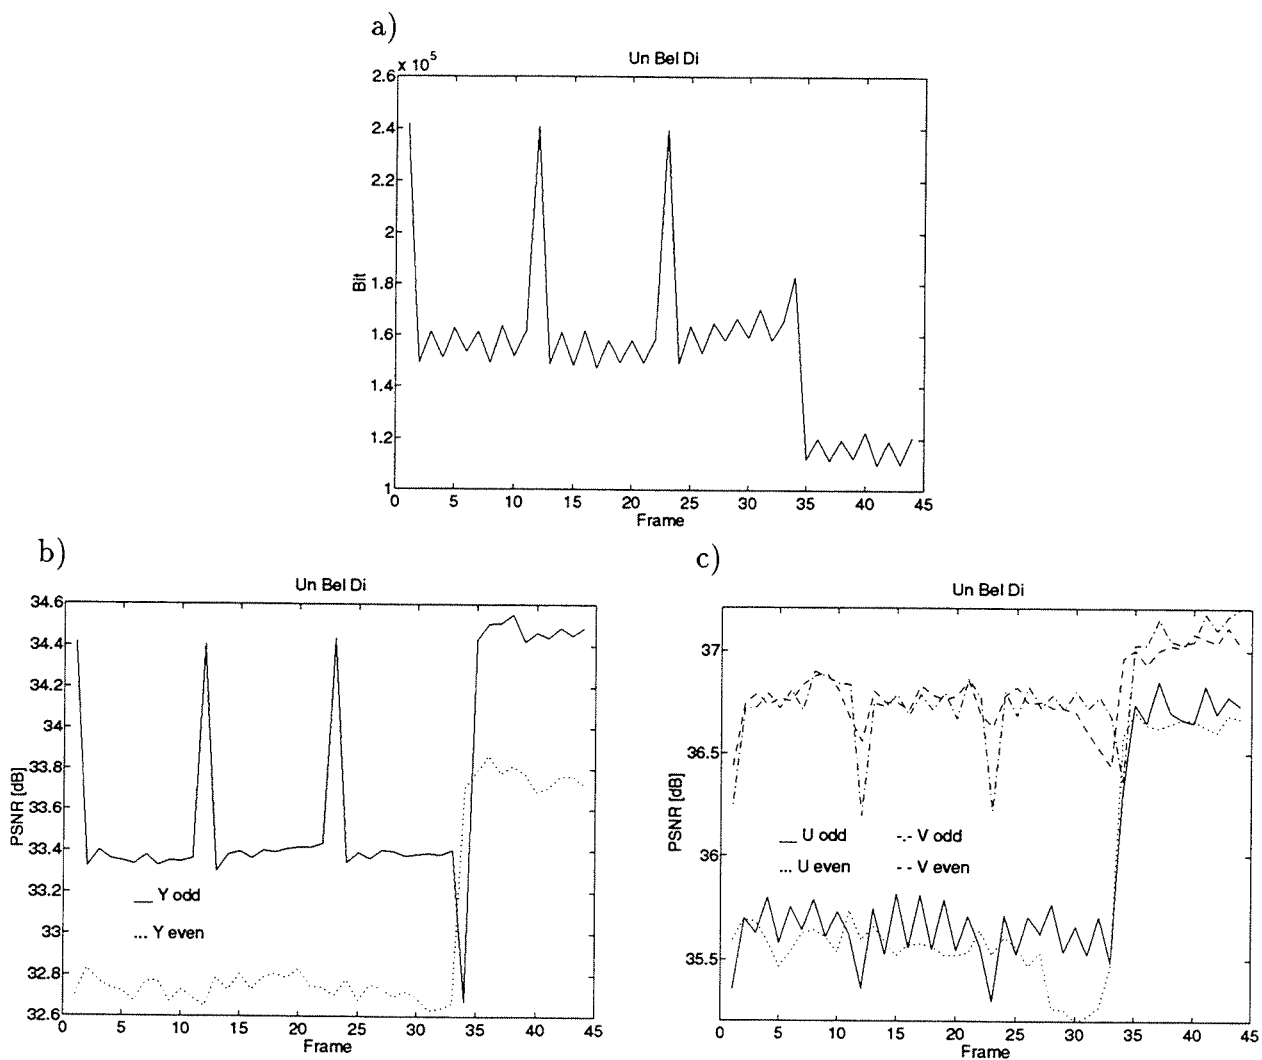 a)
Un Bel Di
x 10^5
2.6
2.4
2.2
2
1.8
1.6
1.4
1.2
1
Bit
0 5 10 15 20 25 30 35 40 45
Frame
b)
Un Bel Di
34.6
34.4
34.2
34
33.8
33.6
33.4
33.2
33
32.8
32.6
PSNR [dB]
Y odd
Y even
0 5 10 15 20 25 30 35 40 45
Frame
c)
Un Bel Di
37
36.5
36
35.5
PSNR [dB]
U odd V odd
U even V even
0 5 10 15 20 25 30 35 40 45
Frame